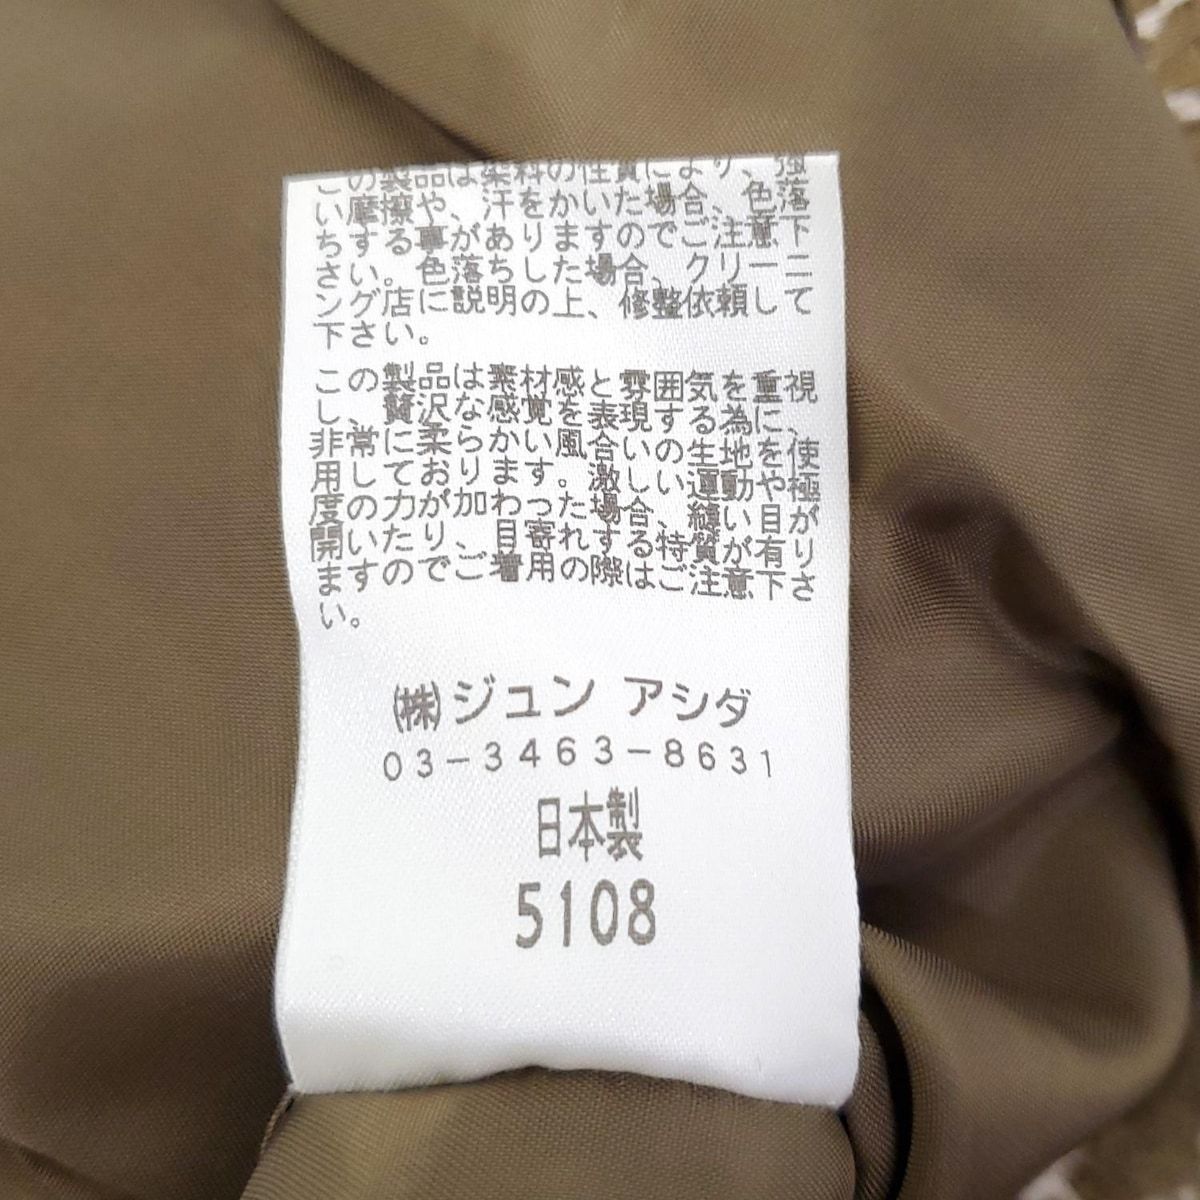 この製品は染料の性質により、強
い摩擦や、汗をかいた場合、色落
ちする事がありますのでご注意下
さい。色落ちした場合、クリーニ
ング店に説明の上、修整依頼して
下さい。
この製品は素材感と雰囲気を重視
し、贅沢な感覚を表現する為に、
非常に柔らかい風合いの生地を使
用しております。激しい運動や極
度の力が加わった場合、縫い目が
開いたり、目寄れする特質が有り
ますのでご着用の際はご注意下さ
い。
㈱ジュン アシダ
03-3463-8631
日本製
5108